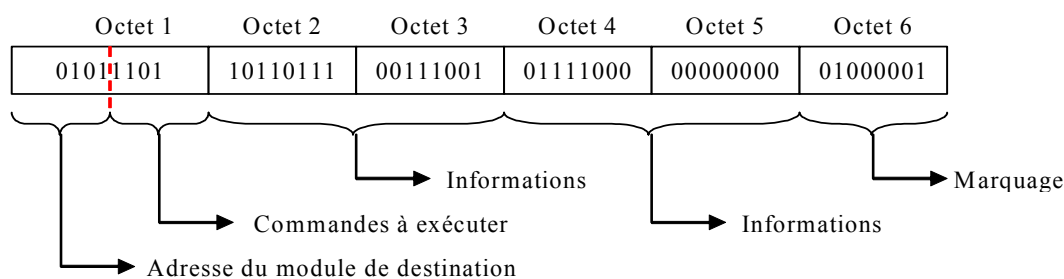 Octet 1 Octet 2 Octet 3 Octet 4 Octet 5 Octet 6
01011101 10110111 00111001 01111000 00000000 01000001
Informations Marquage
Commandes à exécuter Informations
Adresse du module de destination